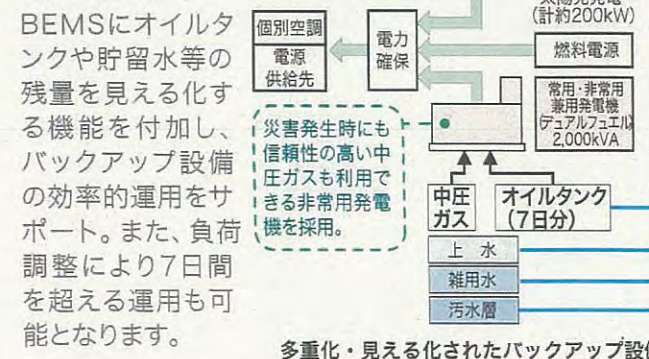 BEMSにオイルタ
ンクや貯留水等の
残量を見える化す
る機能を付加し、
バックアップ設備
の効率的運用をサ
ポート。また、負荷
調整により7日間
を超える運用も可
能となります。
個別空調
電源
供給先
電力
確保
(計約200kW)
燃料電源
常用・非常用
兼用発電機
(デュアルフュエル)
2,000kVA
災害発生時にも
信頼性の高い中
圧ガスも利用で
きる非常用発電
機を採用。
中圧
ガス
オイルタンク
(7日分)
上 水
雑用水
汚水層
多重化・見える化されたバックアップ設